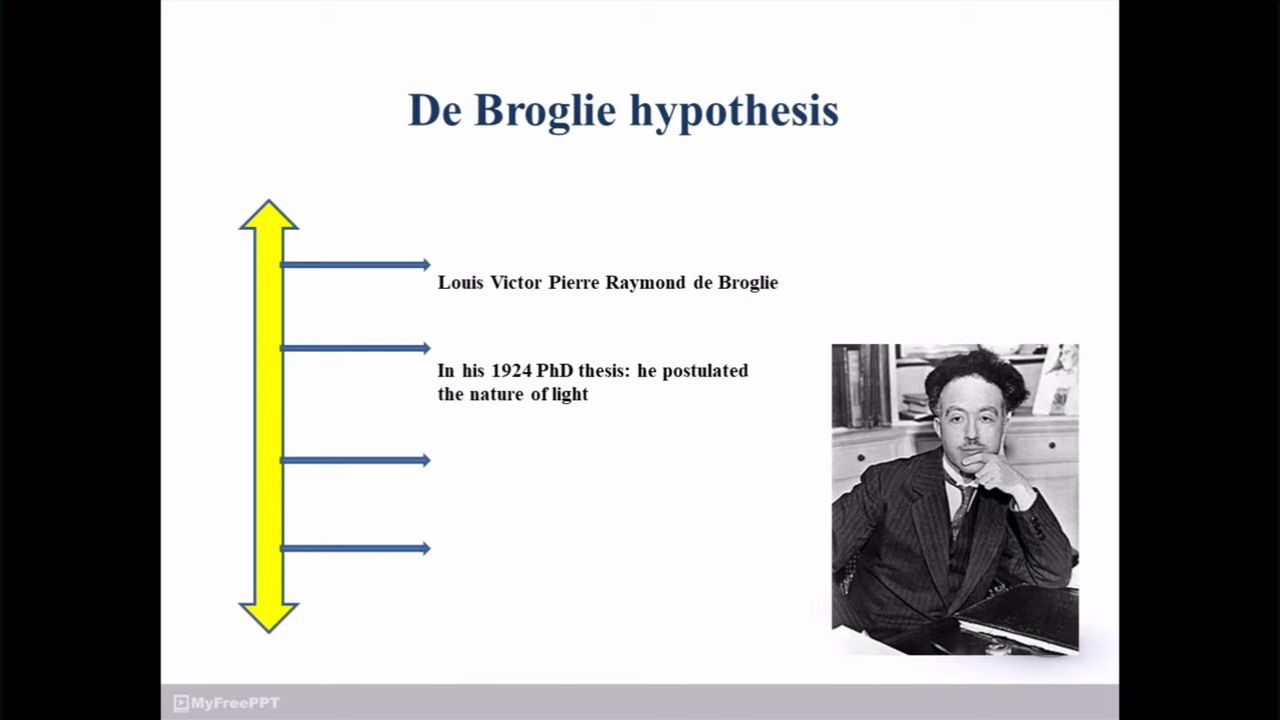 De Broglie hypothesis
Louis Victor Pierre Raymond de Broglie
In his 1924 PhD thesis: he postulated
the nature of light
MyFreePPT